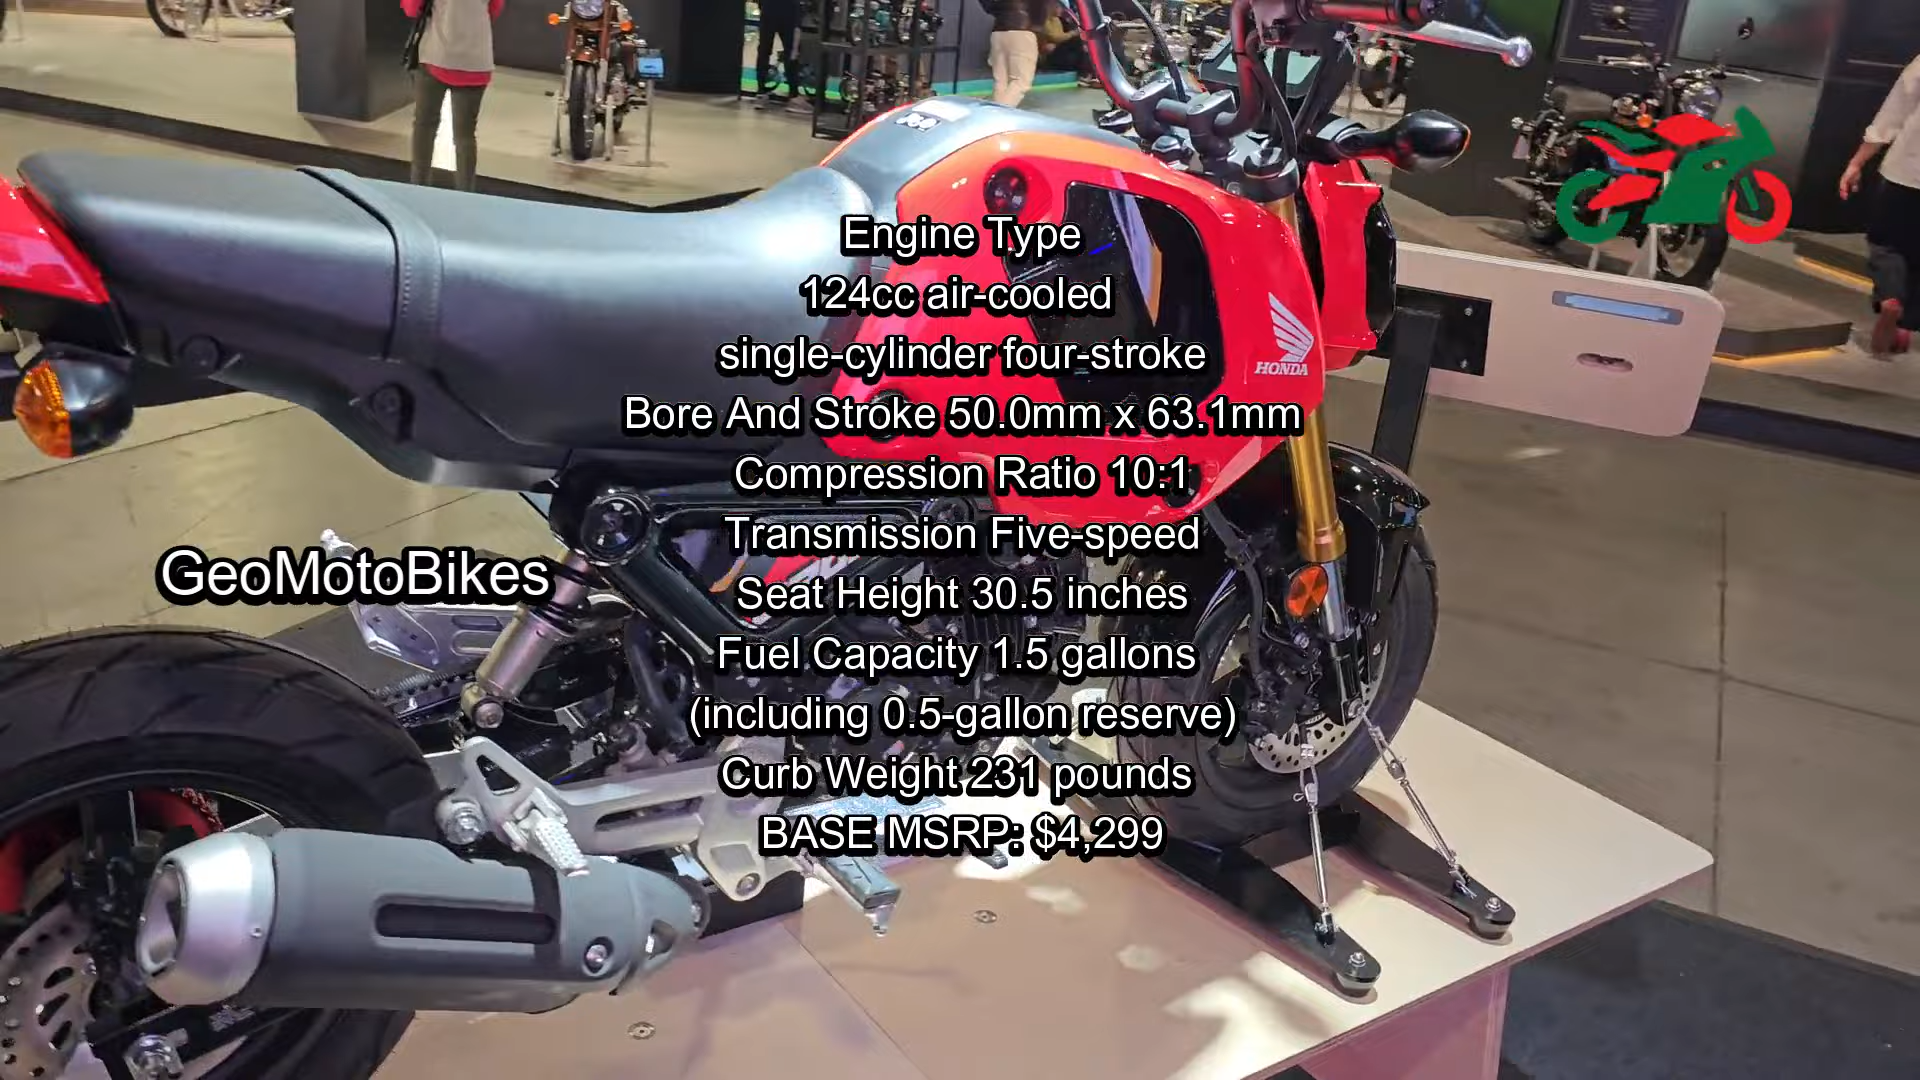 Engine Type
124cc air-cooled
single-cylinder four-stroke
HONDA
Bore And Stroke 50.0mm x 63.1mm
Compression Ratio 10:1
Transmission Five-speed
GeoMotoBikes
Seat Height 30.5 inches
Fuel Capacity 1.5 gallons
(including 0.5-gallon reserve)
Curb Weight 231 pounds
BASE MSRP: $4,299